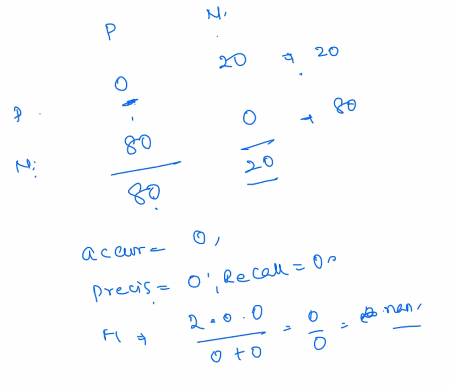 P N
20 → 20
0
P 0 → 80
N 80 20
80
accur = 0,
Precis = 0, Recall = 0
F1 → 2.0.0 / 0+0 = 0/0 = nan,